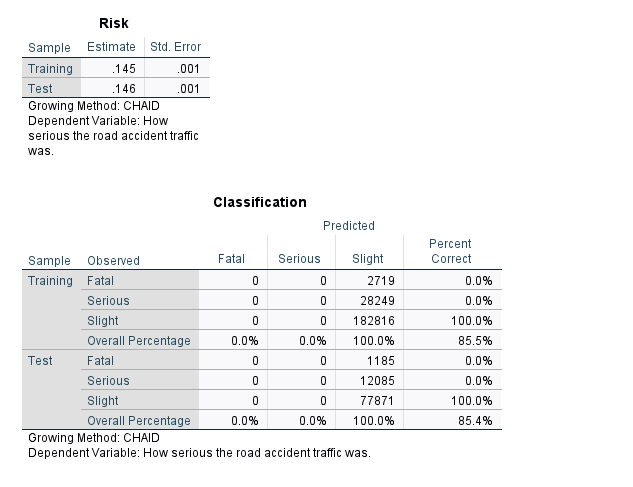 Risk
Sample Estimate Std. Error
Training .145 .001
Test .146 .001
Growing Method: CHAID
Dependent Variable: How
serious the road accident traffic
was.
Classification
Predicted
Sample Observed Fatal Serious Slight Percent Correct
Training Fatal 0 0 2719 0.0%
Serious 0 0 28249 0.0%
Slight 0 0 182816 100.0%
Overall Percentage 0.0% 0.0% 100.0% 85.5%
Test Fatal 0 0 1185 0.0%
Serious 0 0 12085 0.0%
Slight 0 0 77871 100.0%
Overall Percentage 0.0% 0.0% 100.0% 85.4%
Growing Method: CHAID
Dependent Variable: How serious the road accident traffic was.